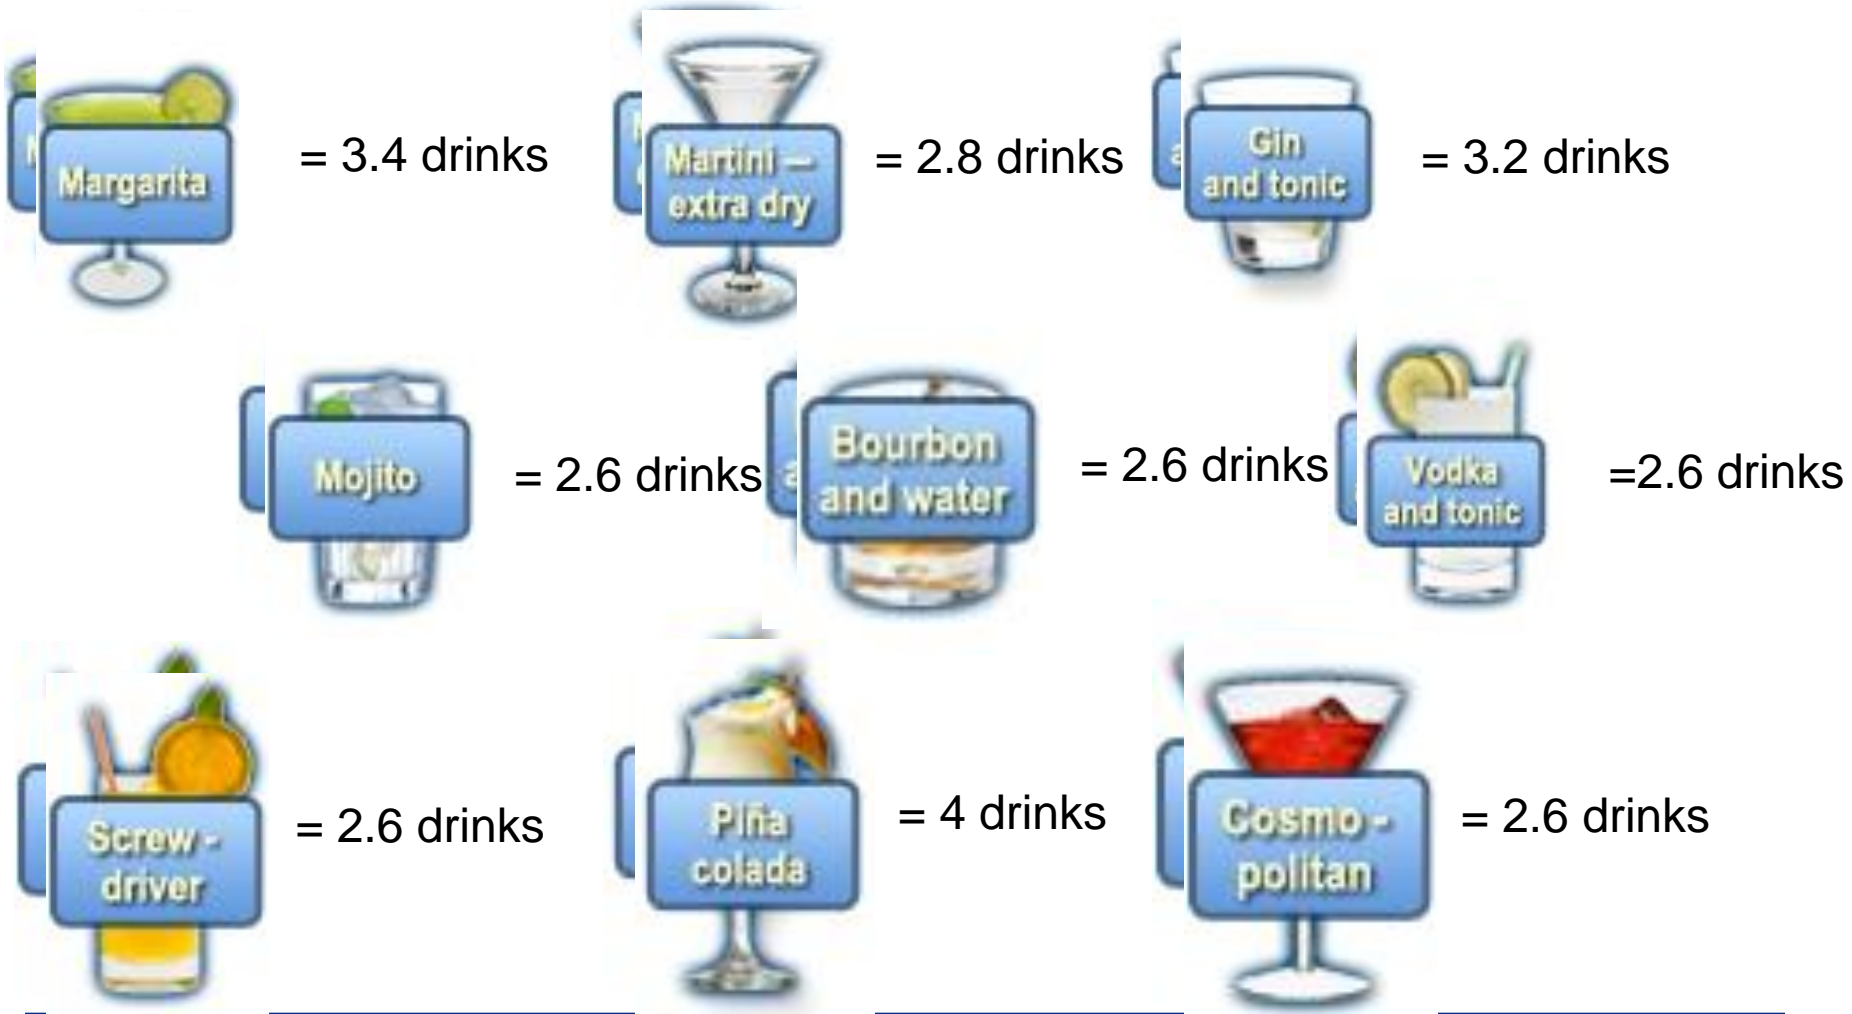 Margarita
= 3.4 drinks
Martini –
extra dry
= 2.8 drinks
Gin
and tonic
= 3.2 drinks
Mojito
= 2.6 drinks
Bourbon
and water
= 2.6 drinks
Vodka
and tonic
=2.6 drinks
Screw -
driver
= 2.6 drinks
Piña
colada
= 4 drinks
Cosmo -
politan
= 2.6 drinks